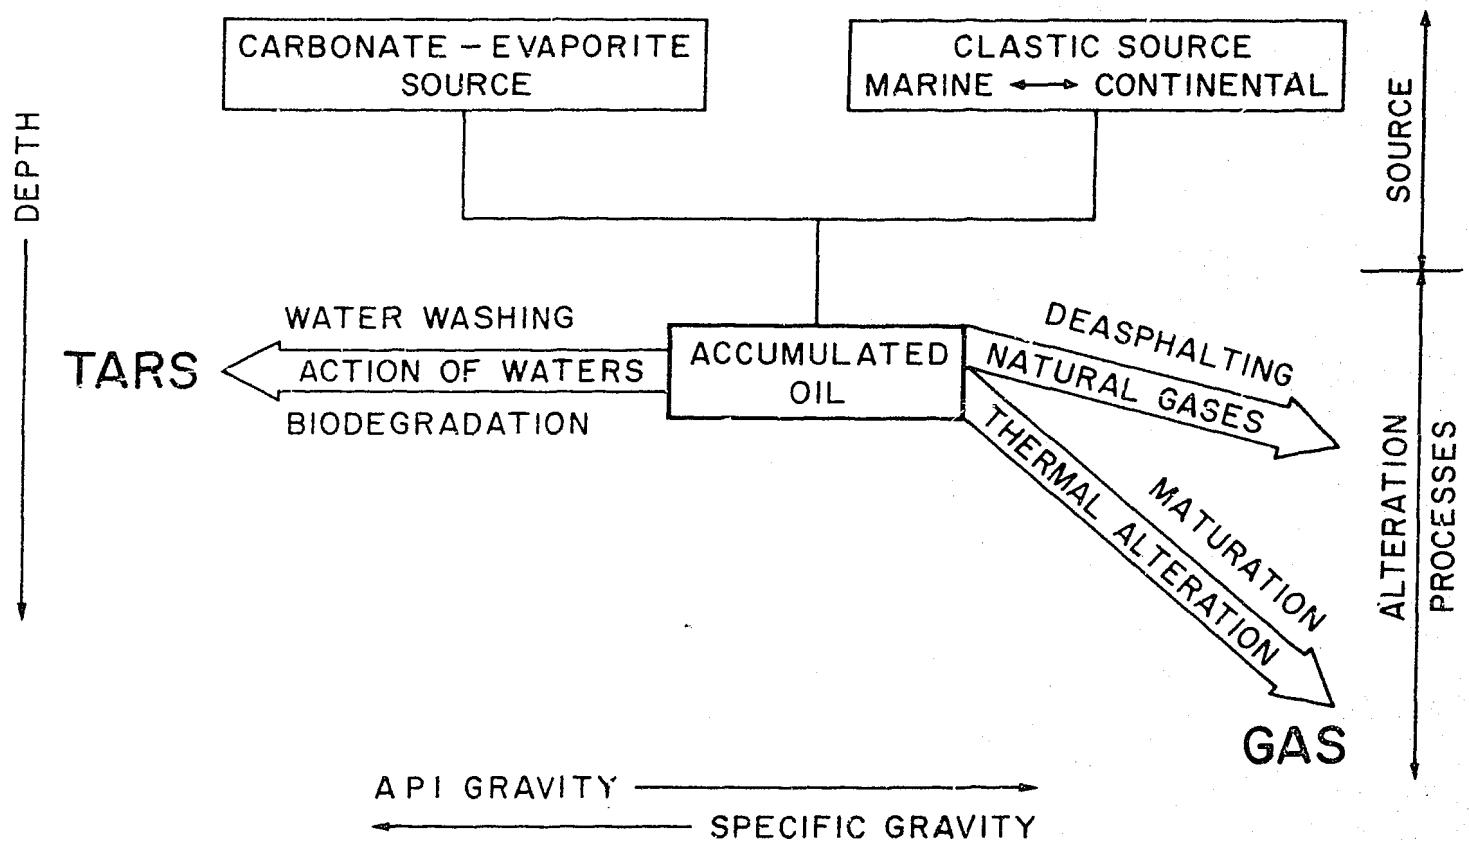 CARBONATE – EVAPORITE
SOURCE
CLASTIC SOURCE
MARINE ↔ CONTINENTAL
DEPTH
SOURCE
WATER WASHING
TARS
ACTION OF WATERS
BIODEGRADATION
ACCUMULATED
OIL
DEASPHALTING
NATURAL GASES
MATURATION
THERMAL ALTERATION
GAS
ALTERATION
PROCESSES
API GRAVITY
SPECIFIC GRAVITY